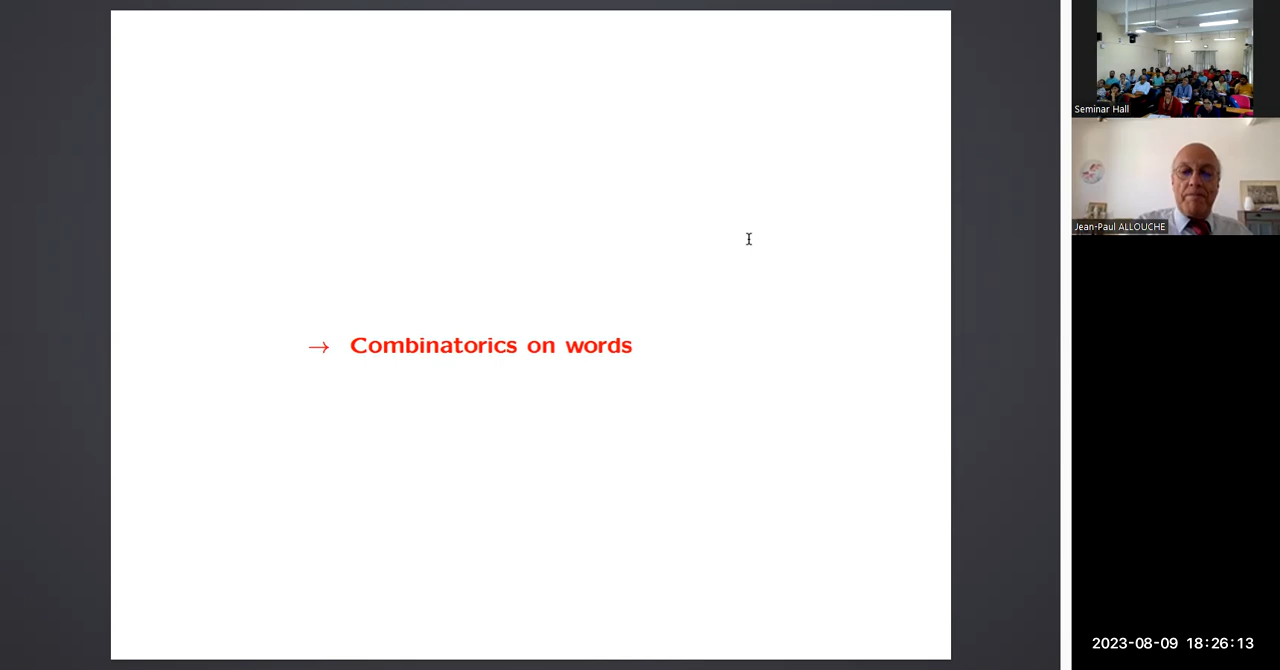 → Combinatorics on words
Seminar Hall
Jean-Paul ALLOUCHE
2023-08-09 18:26:13